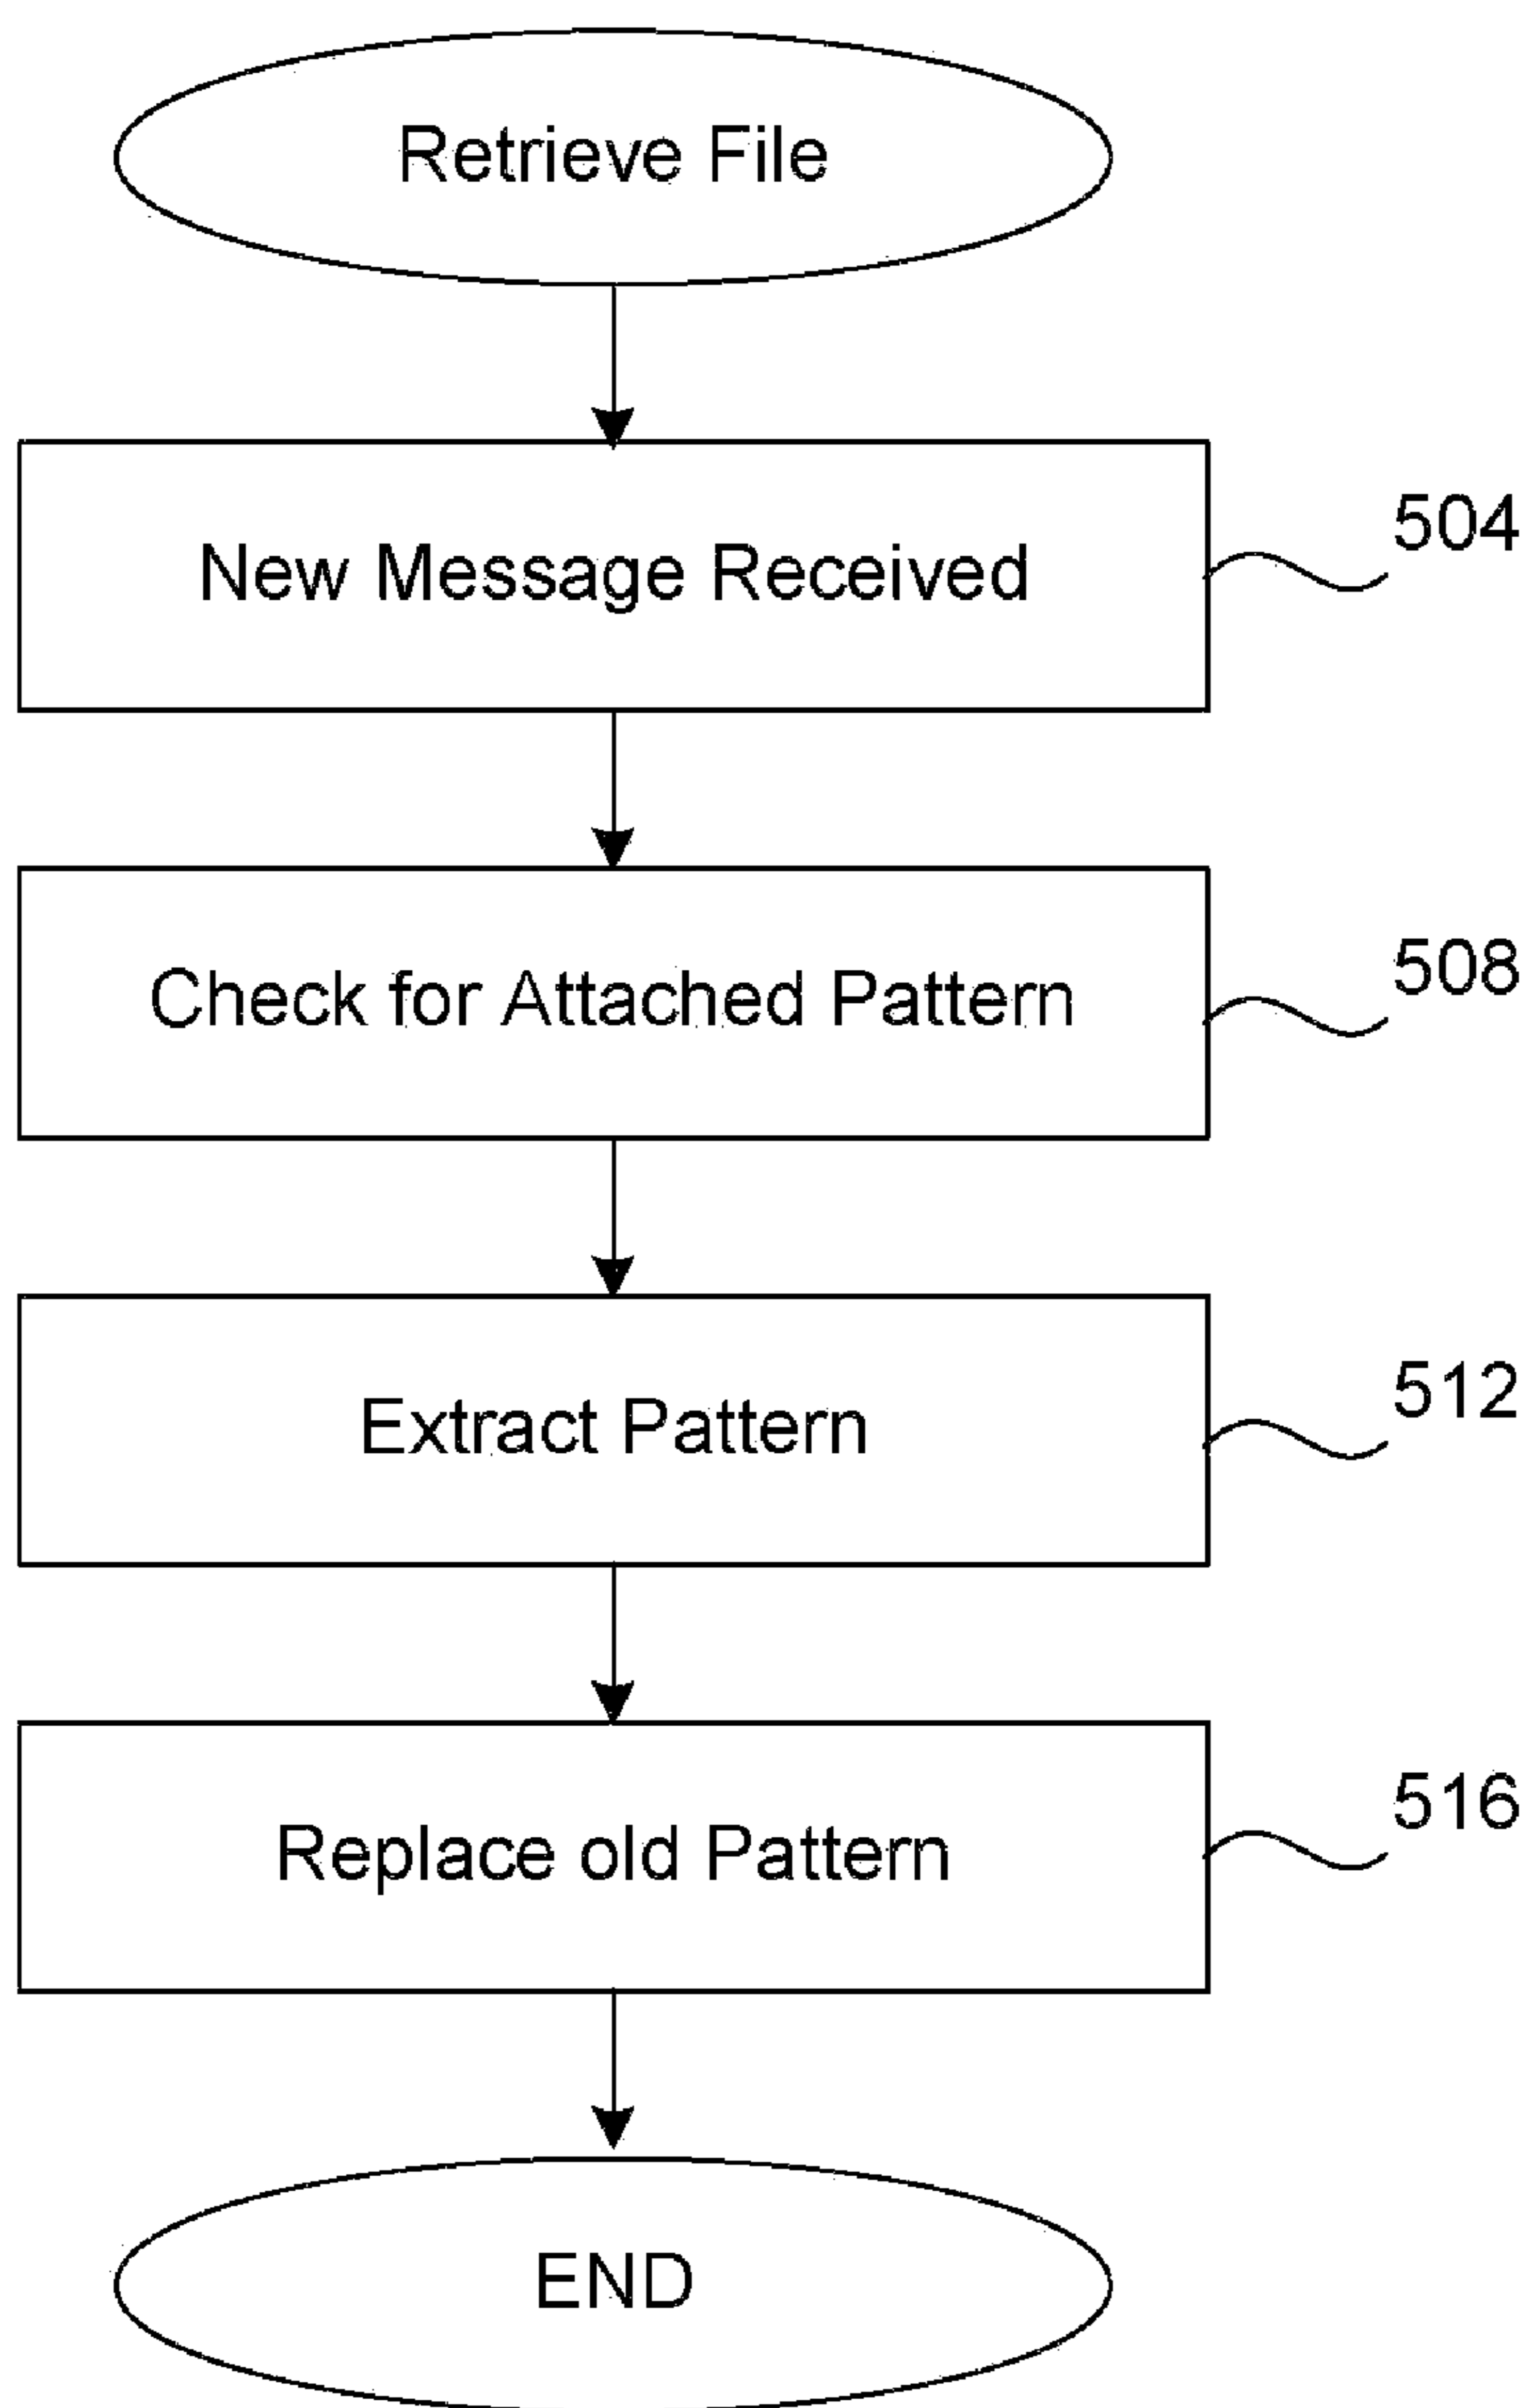 Retrieve File
New Message Received
504
Check for Attached Pattern
508
Extract Pattern
512
Replace old Pattern
516
END